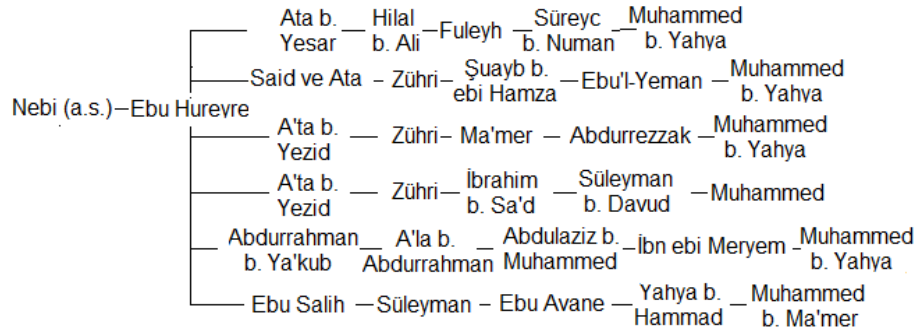 Ata b. Yesar Hilal b. Ali Fuleyh Süreyc b. Numan Muhammed b. Yahya
Said ve Ata Zühri Şuayb b. ebi Hamza Ebu'l-Yeman Muhammed b. Yahya
Nebi (a.s.) Ebu Hureyre
A'ta b. Yezid Zühri Ma'mer Abdurrezzak Muhammed b. Yahya
A'ta b. Yezid Zühri İbrahim b. Sa'd Süleyman b. Davud Muhammed
Abdurrahman b. Ya'kub A'la b. Abdurrahman Abdulaziz b. Muhammed İbn ebi Meryem Muhammed b. Yahya
Ebu Salih Süleyman Ebu Avane Yahya b. Hammad Muhammed b. Ma'mer